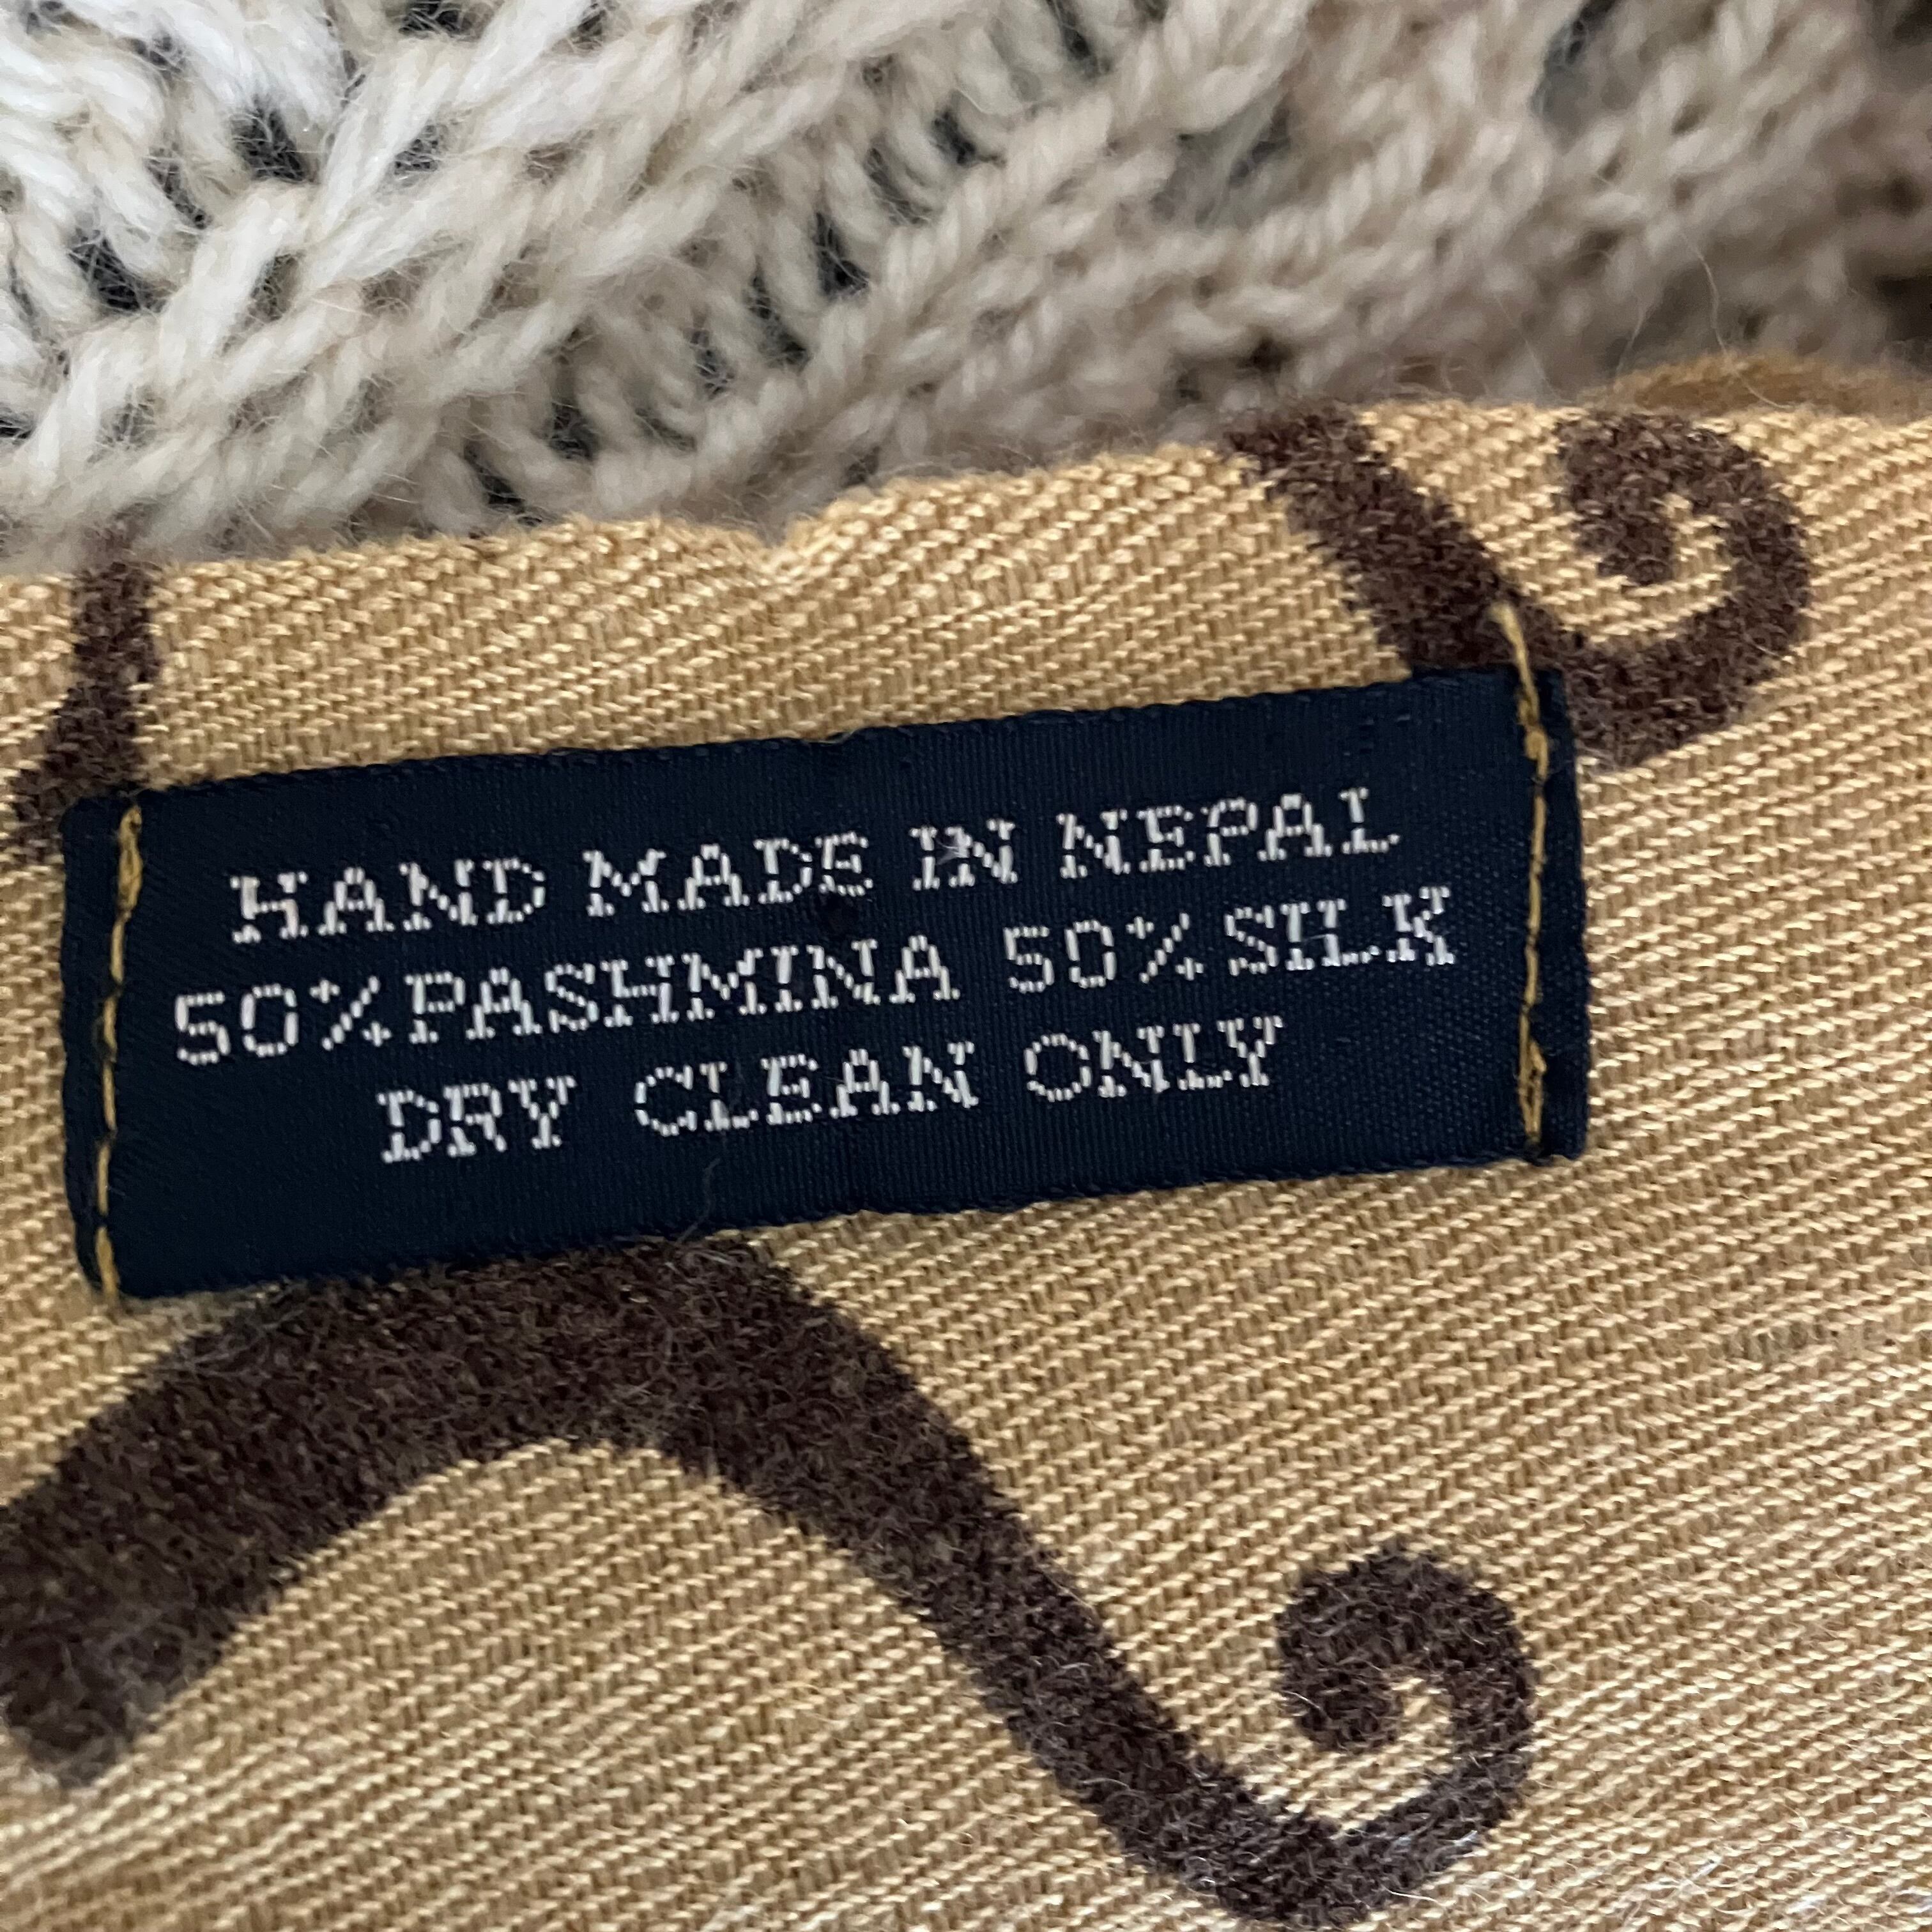 HAND MADE IN NEPAL
50% PASHMINA 50% SILK
DRY CLEAN ONLY